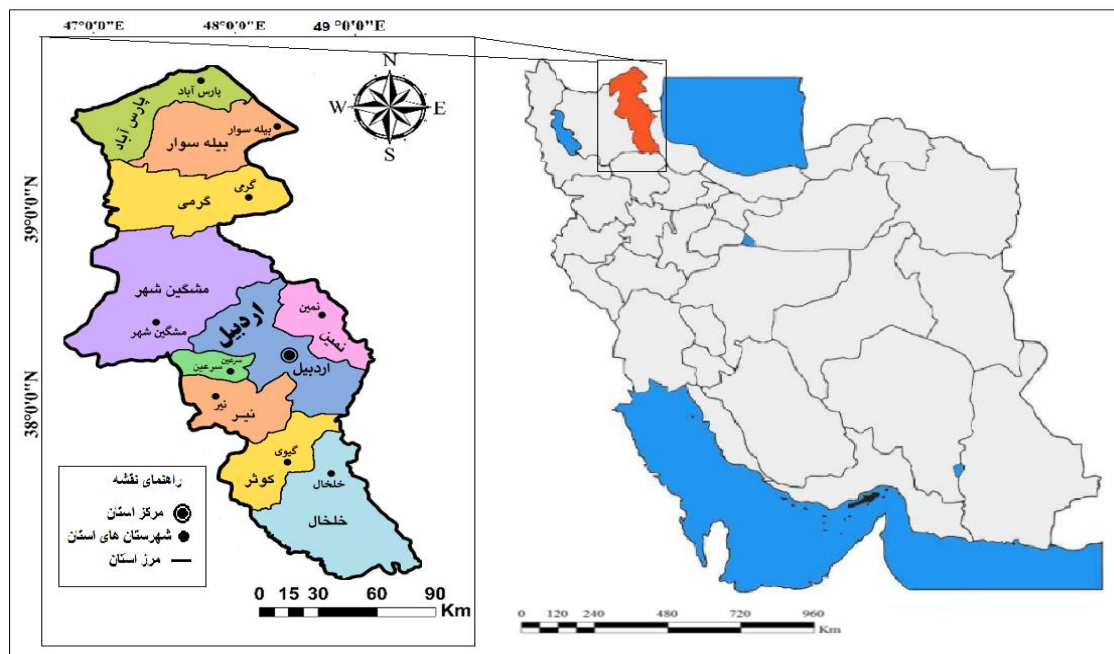 47°0'0"E
48°0'0"E
49°0'0"E
39°0'0"N
38°0'0"N
N
W
E
S
پارس آباد
پارس آباد
بیله سوار
بیله سوار
گرمی
گرمی
مشگین شهر
مشگین شهر
اردبیل
اردبیل
نمین
نمین
سرعین
سرعین
نیر
نیر
گیوی
کوثر
خلخال
خلخال
راهنمای نقشه
مرکز استان
شهرستان های استان
مرز استان
0 15 30 60 90
Km
0 120 240 480 720 960
Km